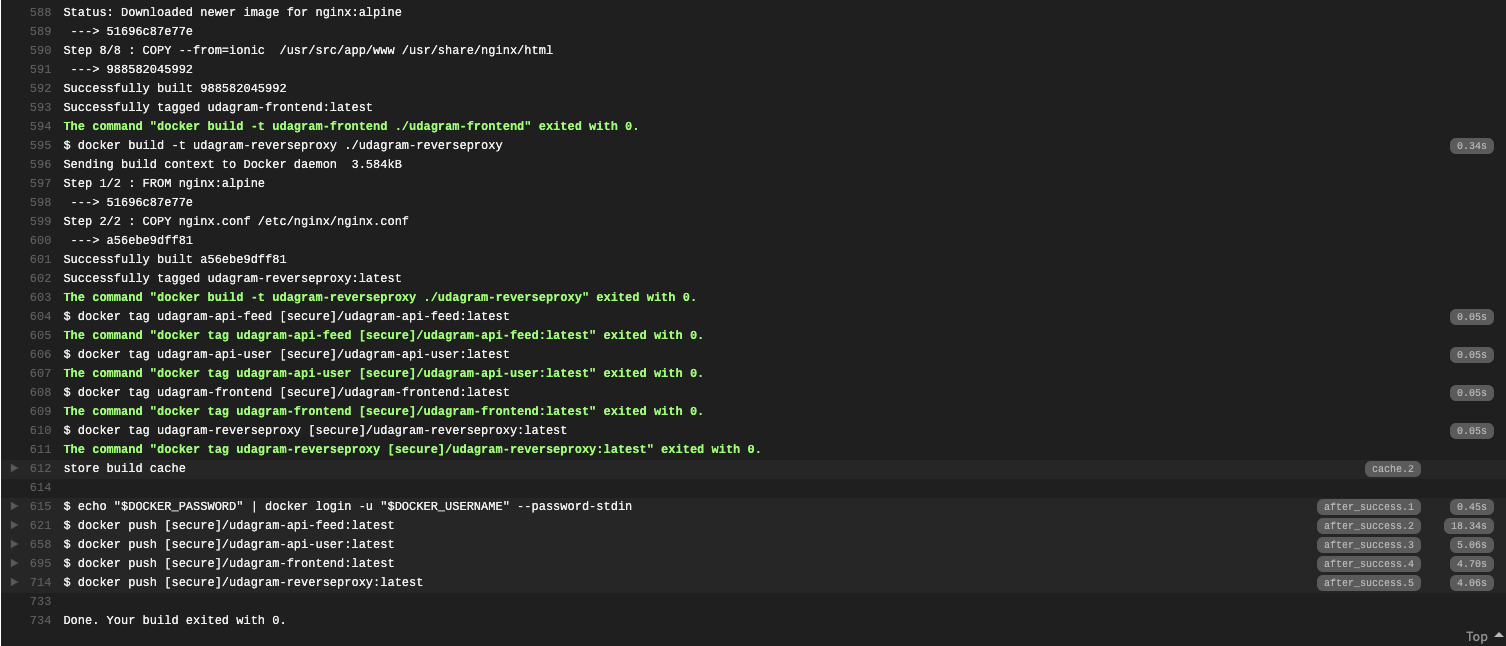 588 Status: Downloaded newer image for nginx:alpine
589 ---> 51696c87e77e
590 Step 8/8 : COPY --from=ionic  /usr/src/app/www /usr/share/nginx/html
591 ---> 988582045992
592 Successfully built 988582045992
593 Successfully tagged udagram-frontend:latest
594 The command "docker build -t udagram-frontend ./udagram-frontend" exited with 0.
595 $ docker build -t udagram-reverseproxy ./udagram-reverseproxy 0.34s
596 Sending build context to Docker daemon  3.584kB
597 Step 1/2 : FROM nginx:alpine
598 ---> 51696c87e77e
599 Step 2/2 : COPY nginx.conf /etc/nginx/nginx.conf
600 ---> a56ebe9dff81
601 Successfully built a56ebe9dff81
602 Successfully tagged udagram-reverseproxy:latest
603 The command "docker build -t udagram-reverseproxy ./udagram-reverseproxy" exited with 0.
604 $ docker tag udagram-api-feed [secure]/udagram-api-feed:latest 0.05s
605 The command "docker tag udagram-api-feed [secure]/udagram-api-feed:latest" exited with 0.
606 $ docker tag udagram-api-user [secure]/udagram-api-user:latest 0.05s
607 The command "docker tag udagram-api-user [secure]/udagram-api-user:latest" exited with 0.
608 $ docker tag udagram-frontend [secure]/udagram-frontend:latest 0.05s
609 The command "docker tag udagram-frontend [secure]/udagram-frontend:latest" exited with 0.
610 $ docker tag udagram-reverseproxy [secure]/udagram-reverseproxy:latest 0.05s
611 The command "docker tag udagram-reverseproxy [secure]/udagram-reverseproxy:latest" exited with 0.
612 store build cache cache.2
614
615 $ echo "$DOCKER_PASSWORD" | docker login -u "$DOCKER_USERNAME" --password-stdin after_success.1 0.45s
621 $ docker push [secure]/udagram-api-feed:latest after_success.2 18.34s
658 $ docker push [secure]/udagram-api-user:latest after_success.3 5.06s
695 $ docker push [secure]/udagram-frontend:latest after_success.4 4.70s
714 $ docker push [secure]/udagram-reverseproxy:latest after_success.5 4.06s
733
734 Done. Your build exited with 0.
Top